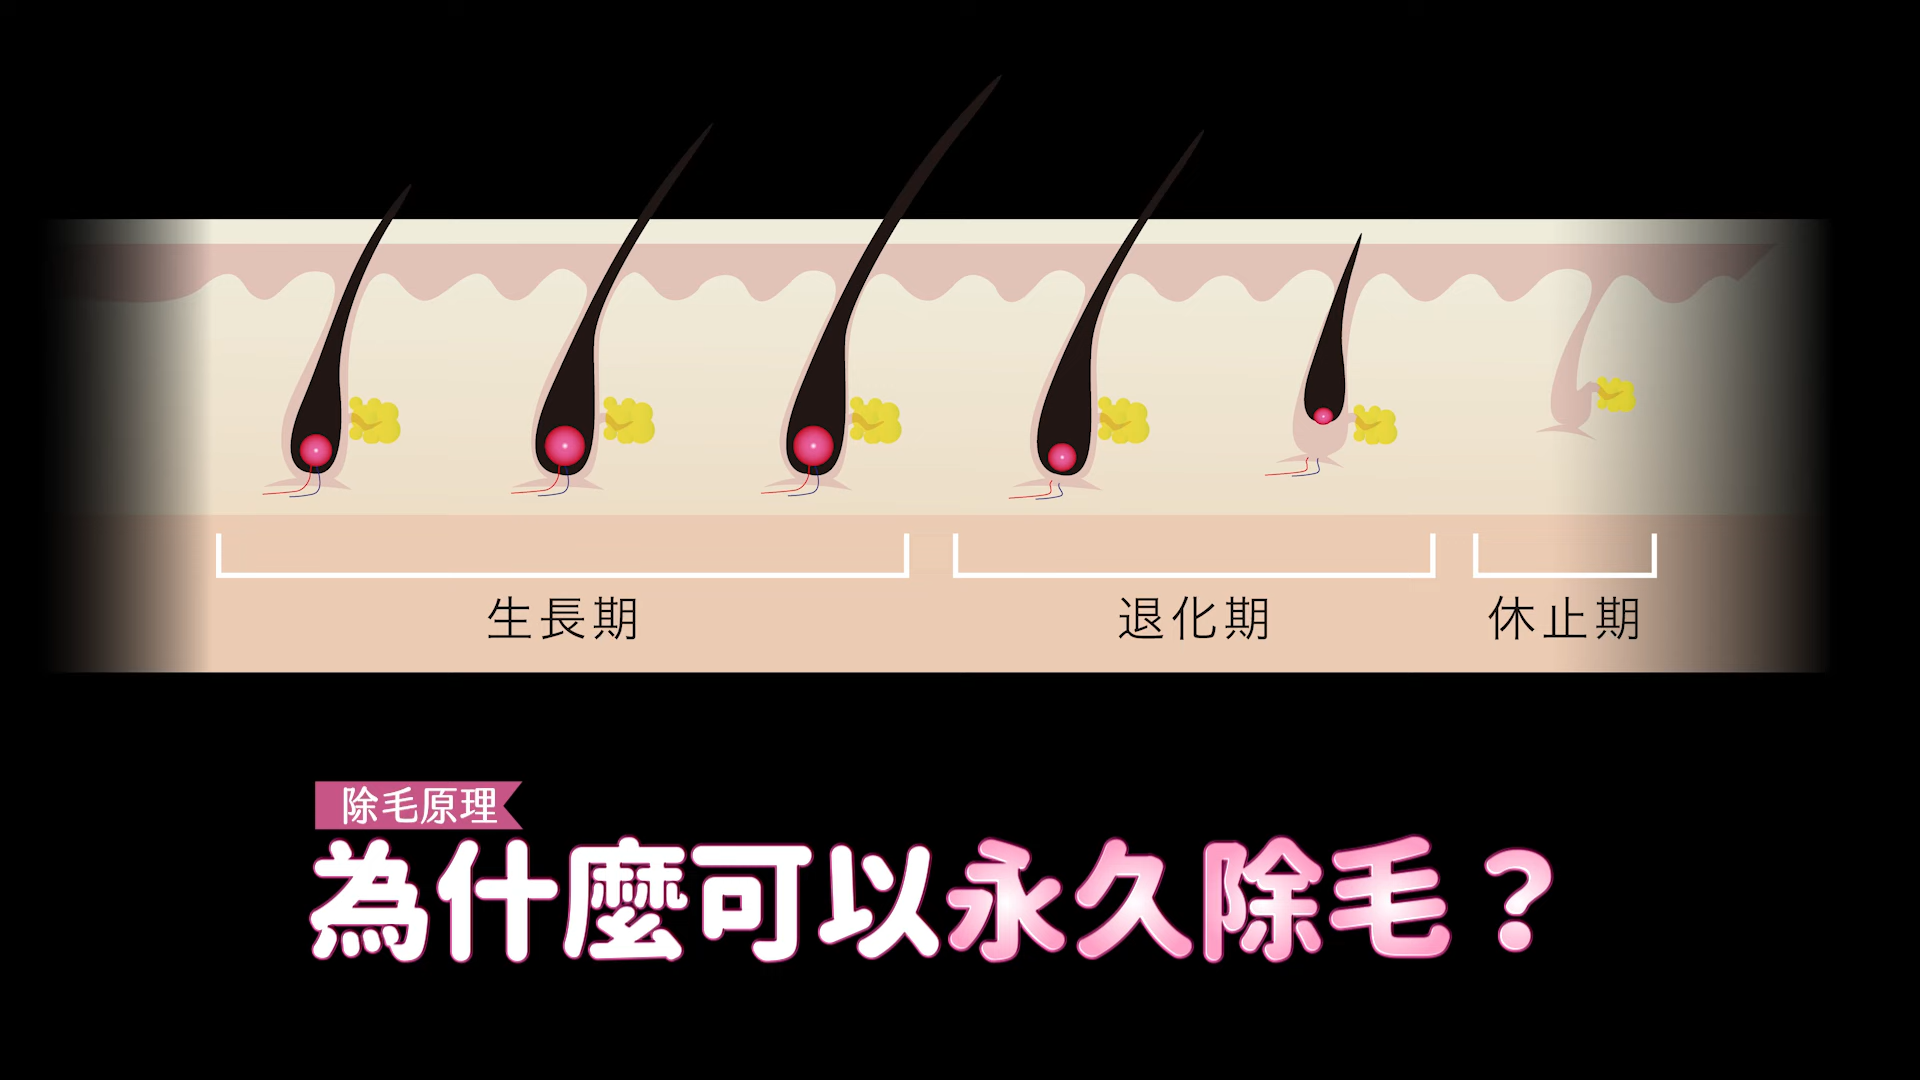 生長期
退化期
休止期
除毛原理
為什麼可以永久除毛？